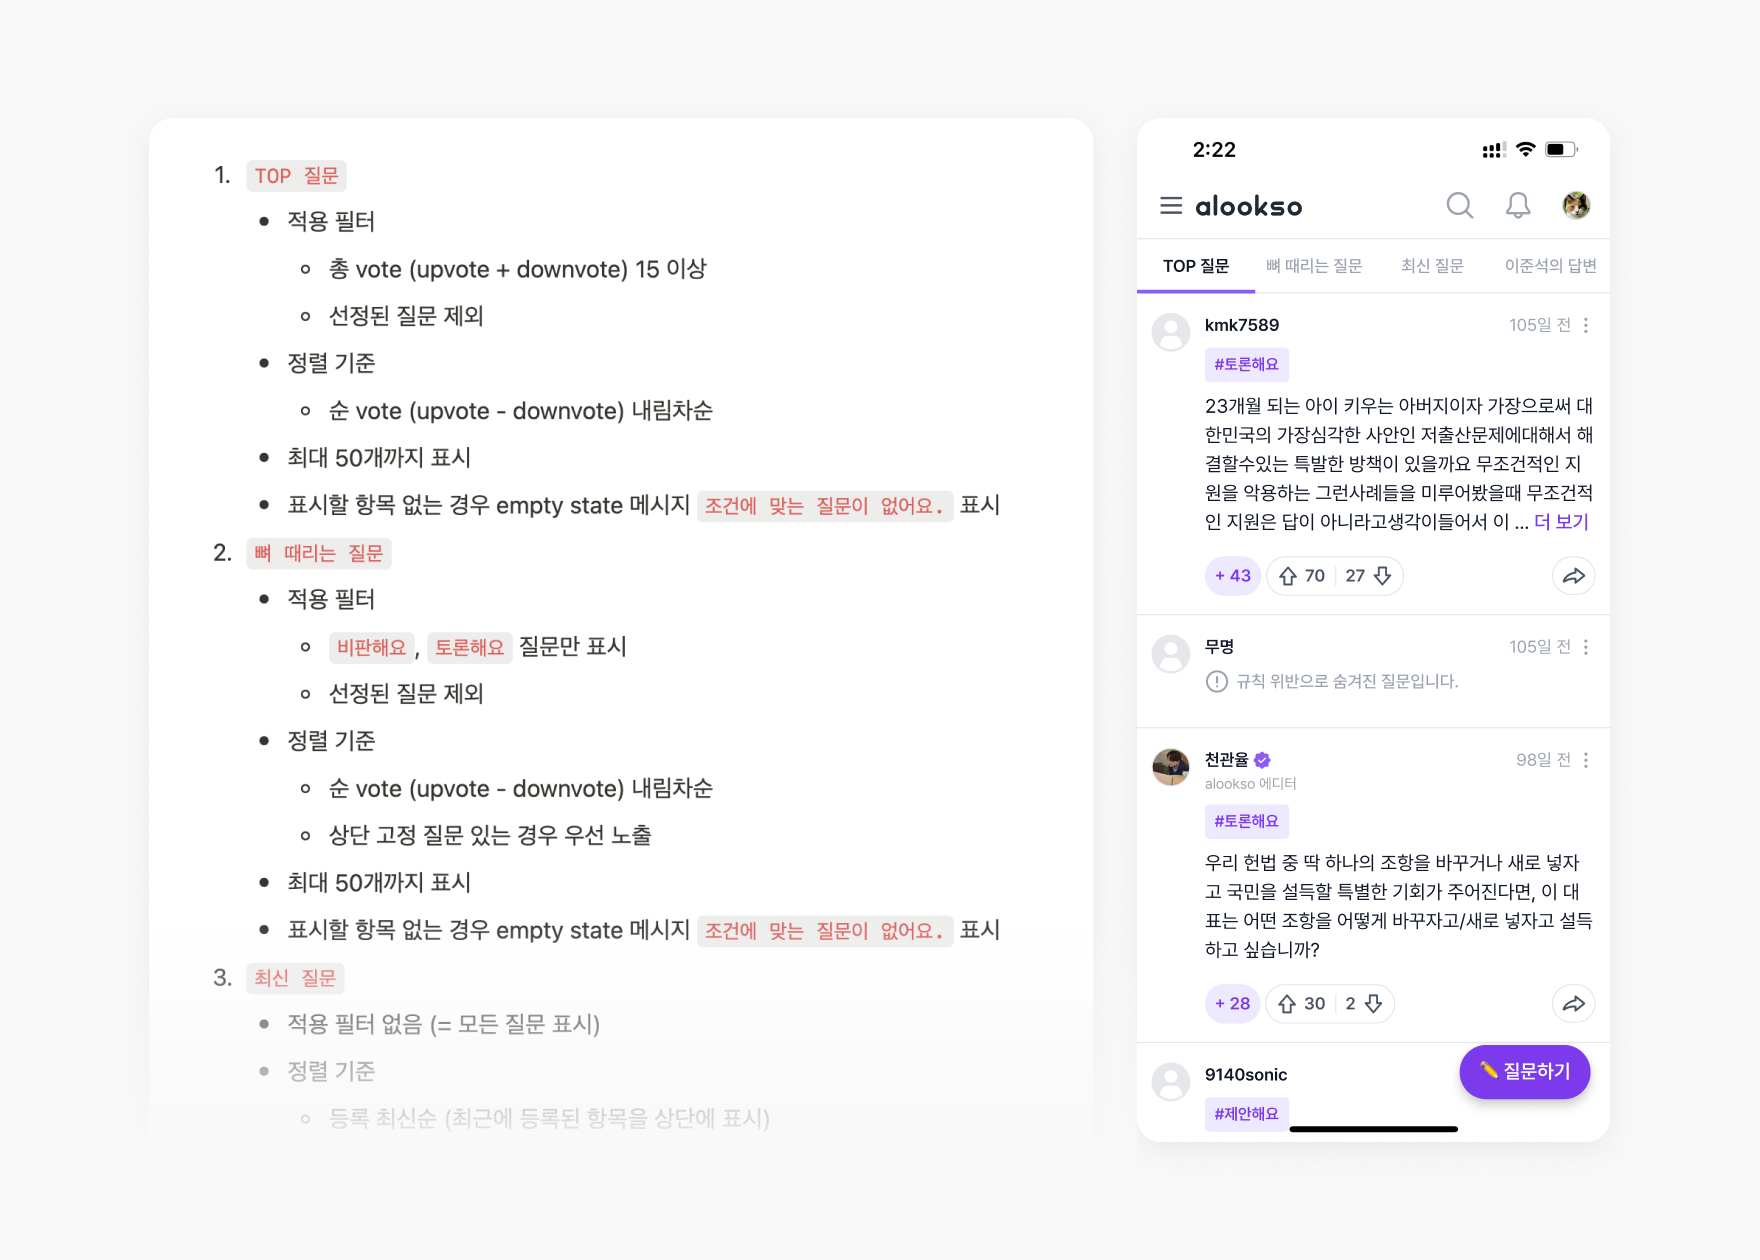 1. TOP 질문
• 적용 필터
◦ 총 vote (upvote + downvote) 15 이상
◦ 선정된 질문 제외
• 정렬 기준
◦ 순 vote (upvote - downvote) 내림차순
• 최대 50개까지 표시
• 표시할 항목 없는 경우 empty state 메시지 조건에 맞는 질문이 없어요. 표시
2. 뼈 때리는 질문
• 적용 필터
◦ 비판해요, 토론해요 질문만 표시
◦ 선정된 질문 제외
• 정렬 기준
◦ 순 vote (upvote - downvote) 내림차순
◦ 상단 고정 질문 있는 경우 우선 노출
• 최대 50개까지 표시
• 표시할 항목 없는 경우 empty state 메시지 조건에 맞는 질문이 없어요. 표시
3. 최신 질문
• 적용 필터 없음 (= 모든 질문 표시)
• 정렬 기준
◦ 등록 최신순 (최근에 등록된 항목을 상단에 표시)
2:22
alookso
TOP 질문 뼈 때리는 질문 최신 질문 이준석의 답변
kmk7589 105일 전
#토론해요
23개월 되는 아이 키우는 아버지이자 가장으로써 대
한민국의 가장심각한 사안인 저출산문제에대해서 해
결할수있는 특발한 방책이 있을까요 무조건적인 지
원을 악용하는 그런사례들을 미루어봤을때 무조건적
인 지원은 답이 아니라고생각이들어서 이 ... 더 보기
+ 43 70 27
무명 105일 전
규칙 위반으로 숨겨진 질문입니다.
천관율 98일 전
alookso 에디터
#토론해요
우리 헌법 중 딱 하나의 조항을 바꾸거나 새로 넣자
고 국민을 설득할 특별한 기회가 주어진다면, 이 대
표는 어떤 조항을 어떻게 바꾸자고/새로 넣자고 설득
하고 싶습니까?
+ 28 30 2
9140sonic
✏️ 질문하기
#제안해요